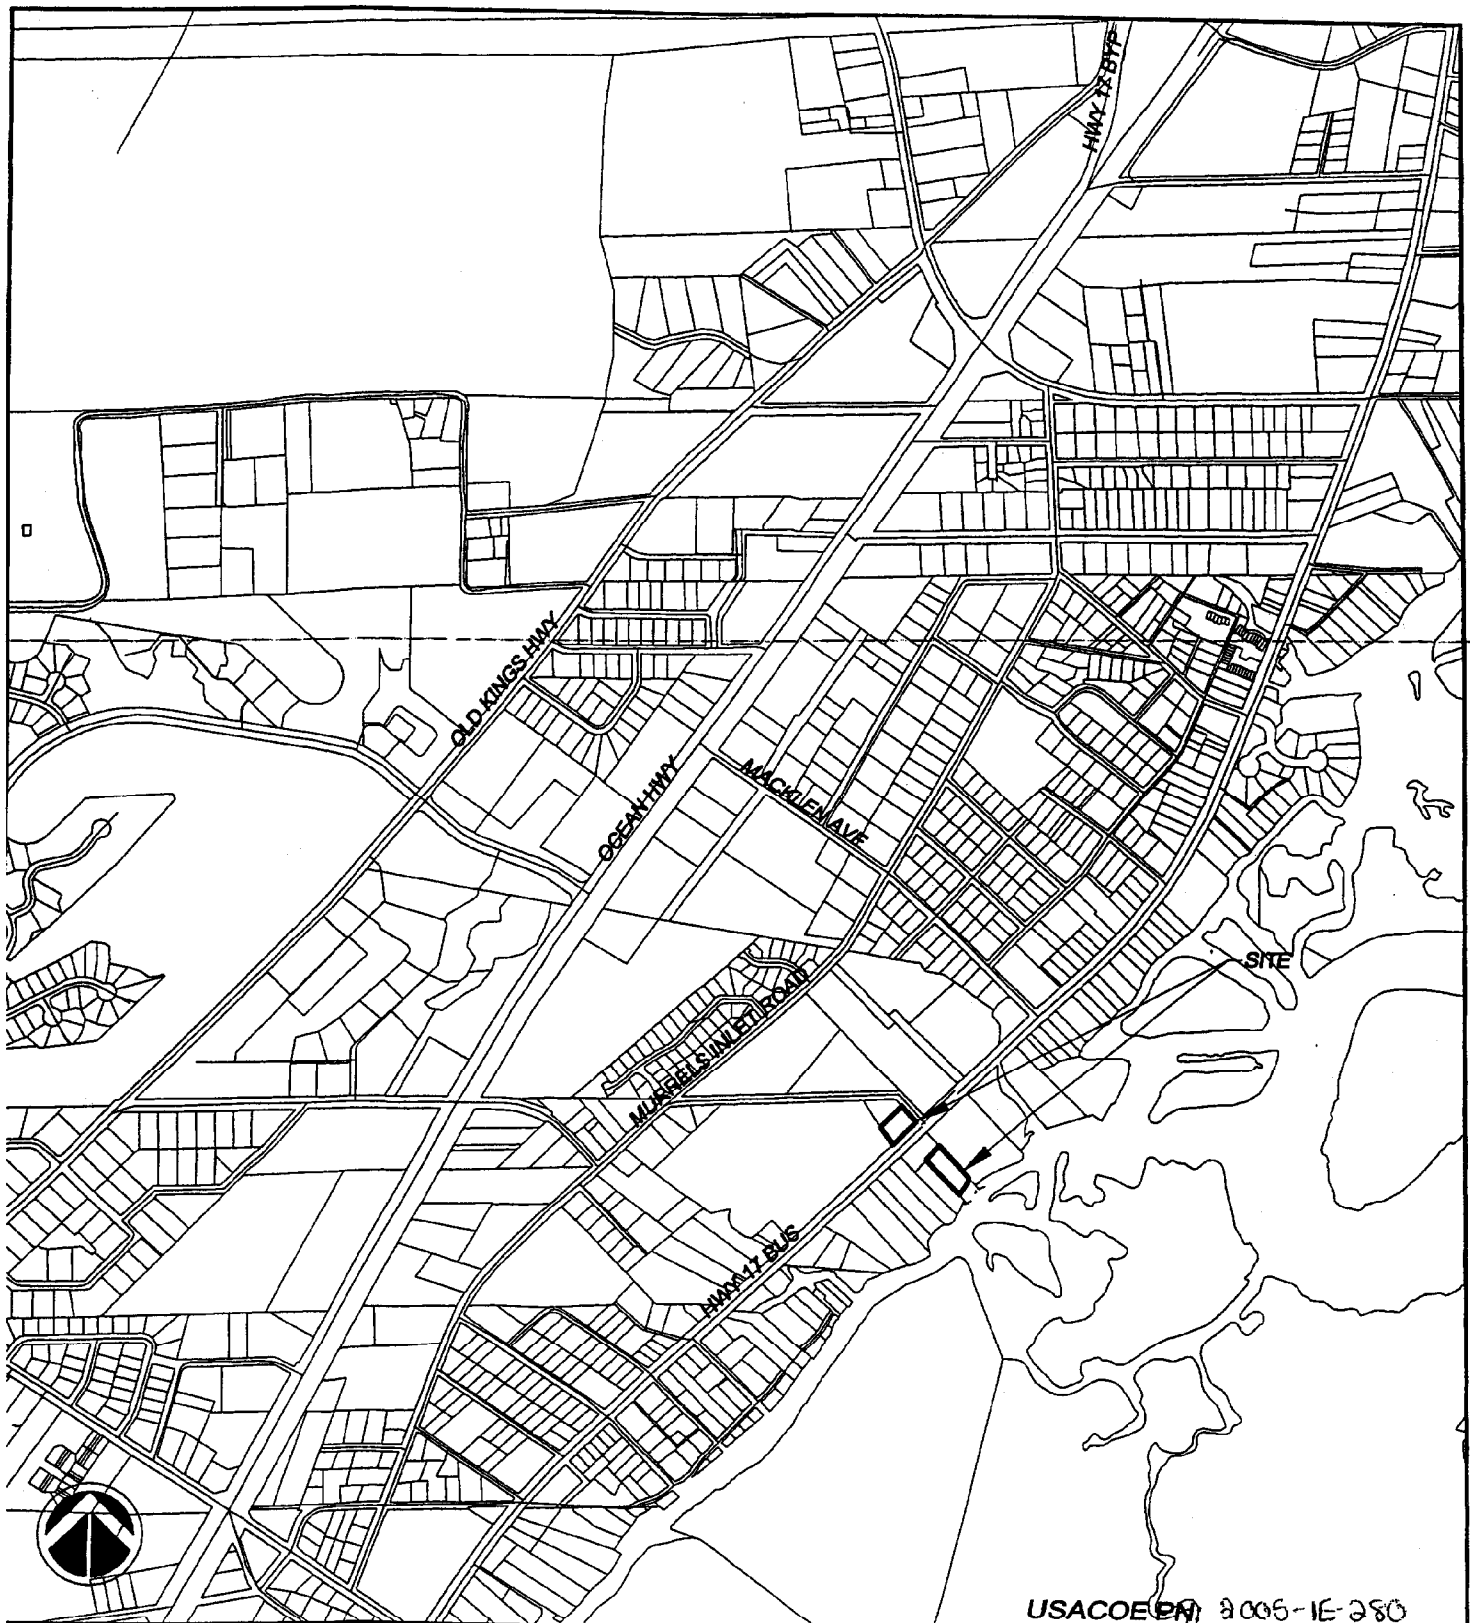 HWY 17 BYP
OLD KINGS HWY
OCEAN HWY
MACKLEN AVE
SITE
MURRELS INLET ROAD
HWY 17 BUS
USACOE PN: 2005-1E-280